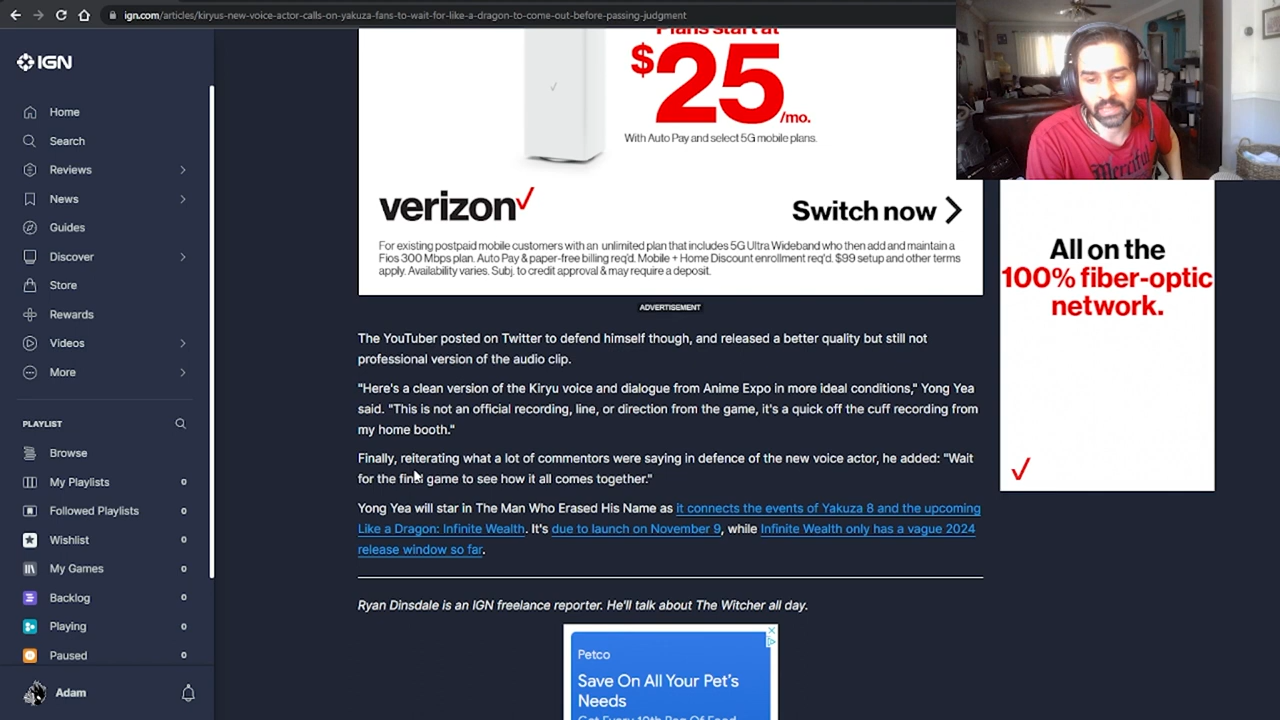 ign.com/articles/kiryus-new-voice-actor-calls-on-yakuza-fans-to-wait-for-like-a-dragon-to-come-out-before-passing-judgment
IGN
Home
Search
Reviews
News
Guides
Discover
Store
Rewards
Videos
More
PLAYLIST
Browse
My Playlists 0
Followed Playlists 0
Wishlist 0
My Games 0
Backlog 0
Playing 0
Paused 0
Adam
Plans start at
$25/mo.
With Auto Pay and select 5G mobile plans.
verizon✓
Switch now
For existing postpaid mobile customers with an unlimited plan that includes 5G Ultra Wideband who then add and maintain a
Fios 300 Mbps plan. Auto Pay & paper-free billing req'd. Mobile + Home Discount enrollment req'd. $99 setup and other terms
apply. Availability varies. Subj. to credit approval & may require a deposit.
ADVERTISEMENT
The YouTuber posted on Twitter to defend himself though, and released a better quality but still not
professional version of the audio clip.
"Here's a clean version of the Kiryu voice and dialogue from Anime Expo in more ideal conditions," Yong Yea
said. "This is not an official recording, line, or direction from the game, it's a quick off the cuff recording from
my home booth."
Finally, reiterating what a lot of commentors were saying in defence of the new voice actor, he added: "Wait
for the final game to see how it all comes together."
Yong Yea will star in The Man Who Erased His Name as it connects the events of Yakuza 8 and the upcoming
Like a Dragon: Infinite Wealth. It's due to launch on November 9, while Infinite Wealth only has a vague 2024
release window so far.
Ryan Dinsdale is an IGN freelance reporter. He'll talk about The Witcher all day.
Petco
Save On All Your Pet's
Needs
All on the
100% fiber-optic
network.
Merciful